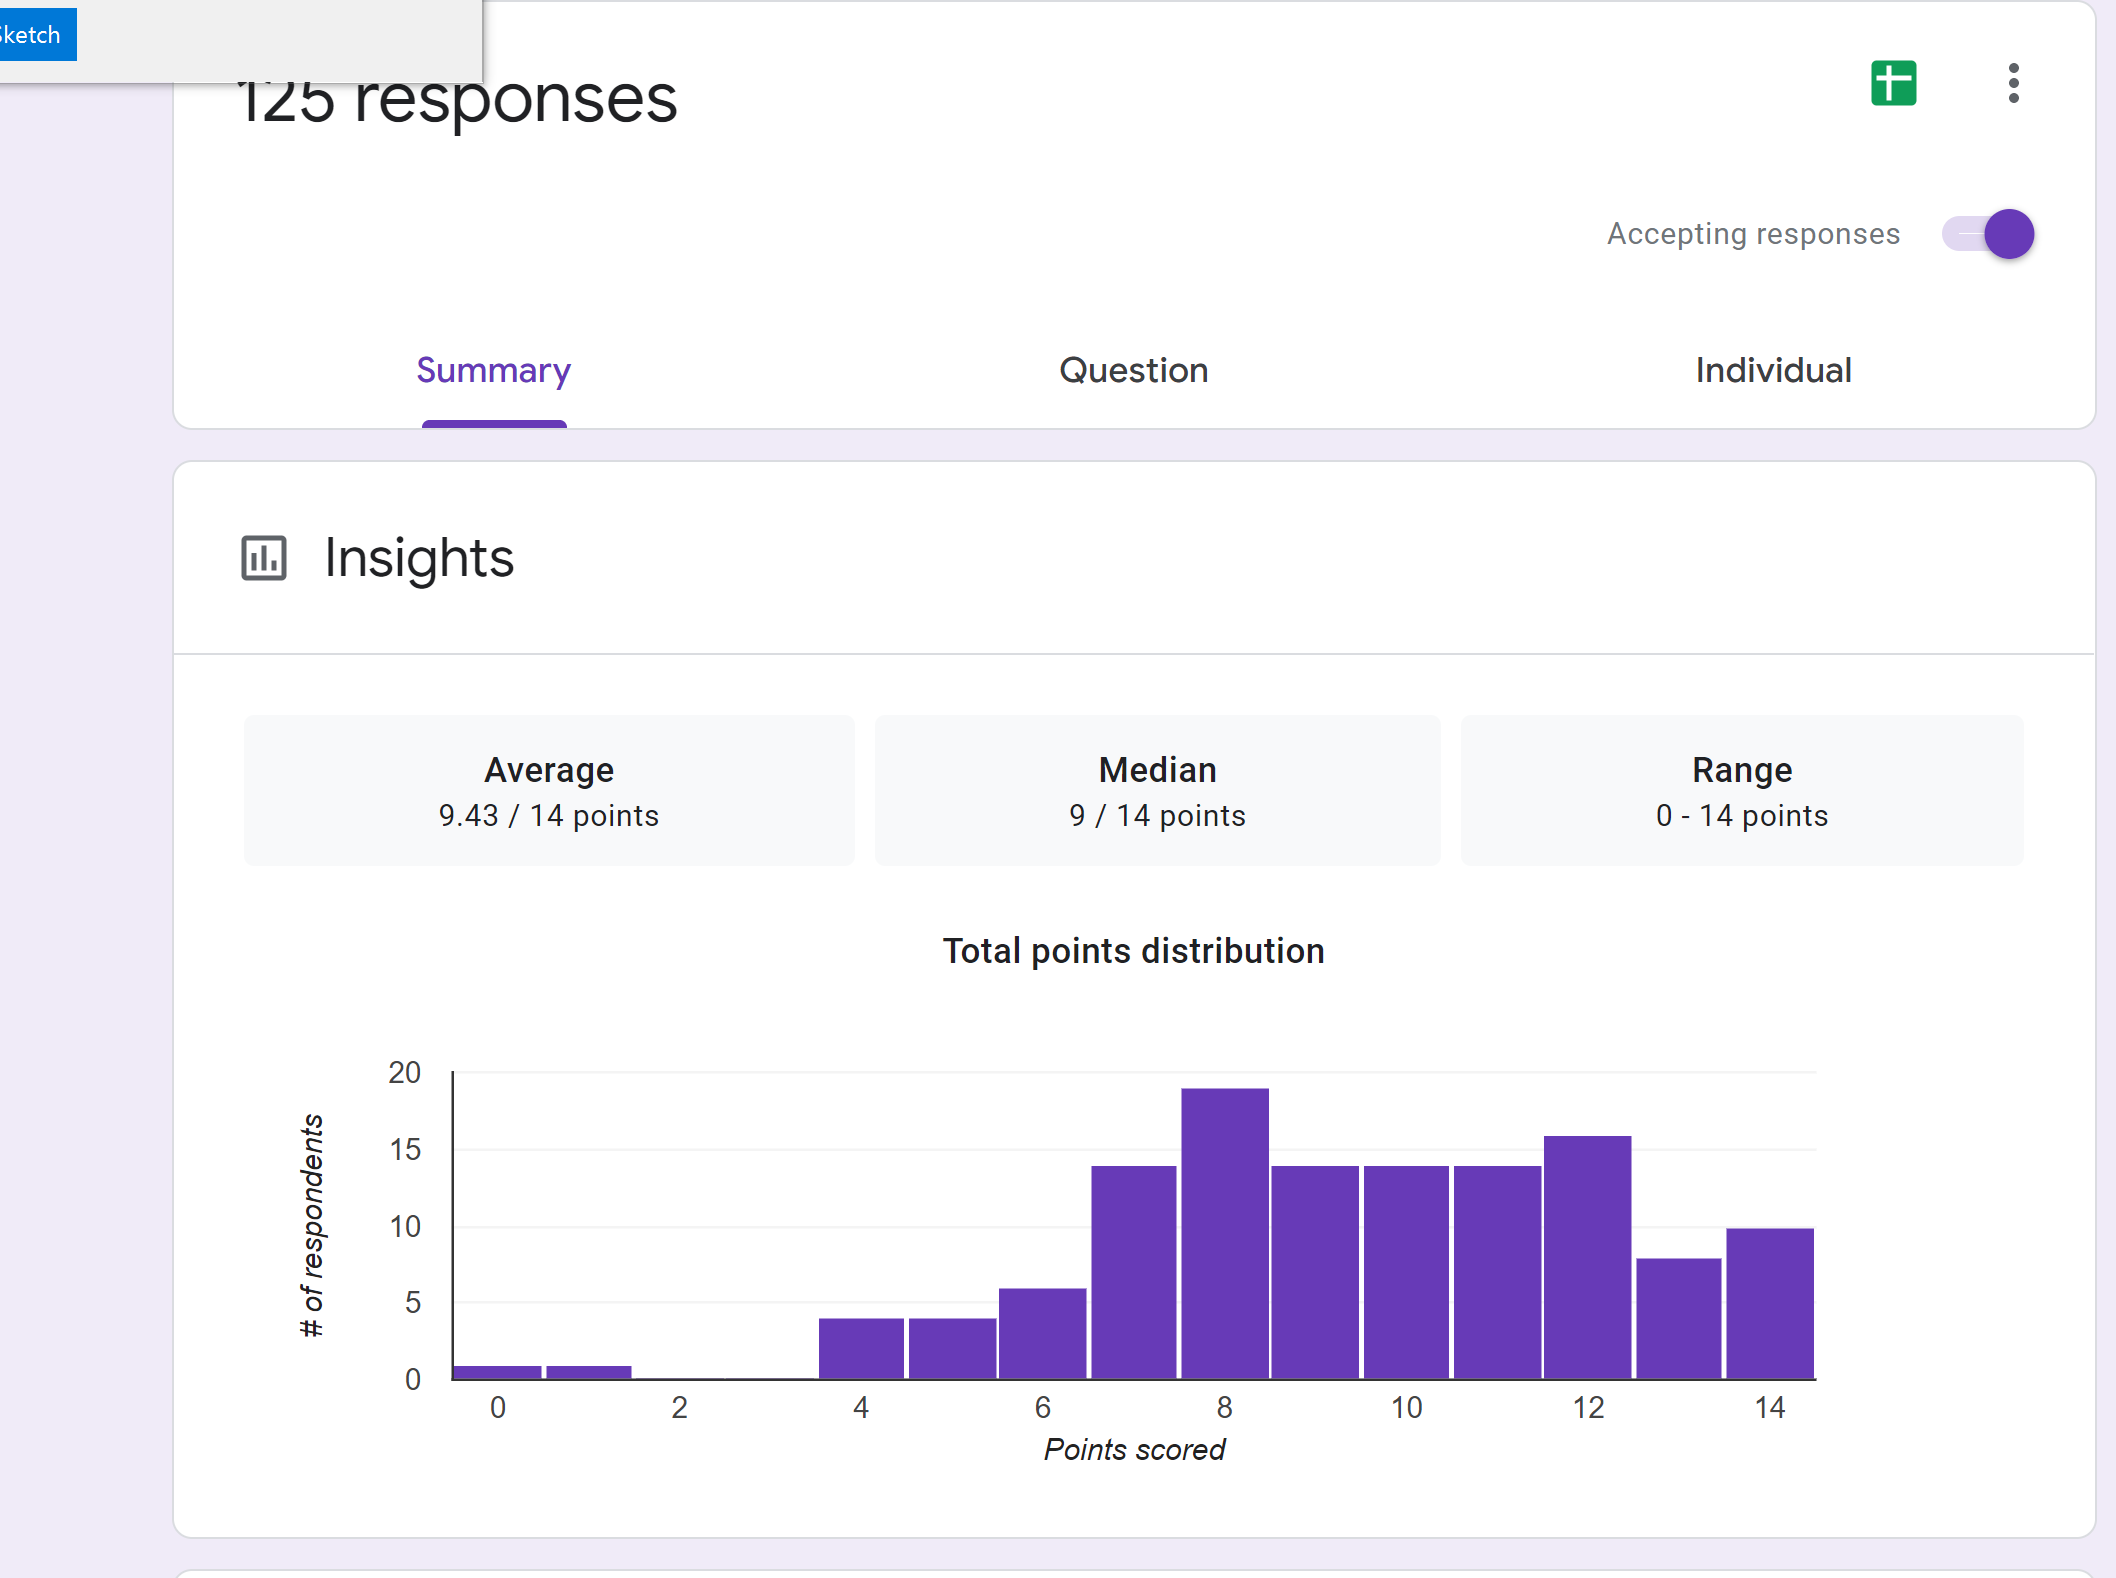 125 responses
Accepting responses
Summary Question Individual
Insights
Average
9.43 / 14 points
Median
9 / 14 points
Range
0 - 14 points
Total points distribution
# of respondents
20
15
10
5
0
0 2 4 6 8 10 12 14
Points scored